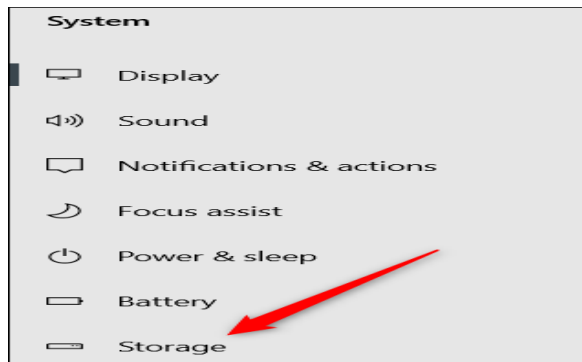 System
Display
Sound
Notifications & actions
Focus assist
Power & sleep
Battery
Storage